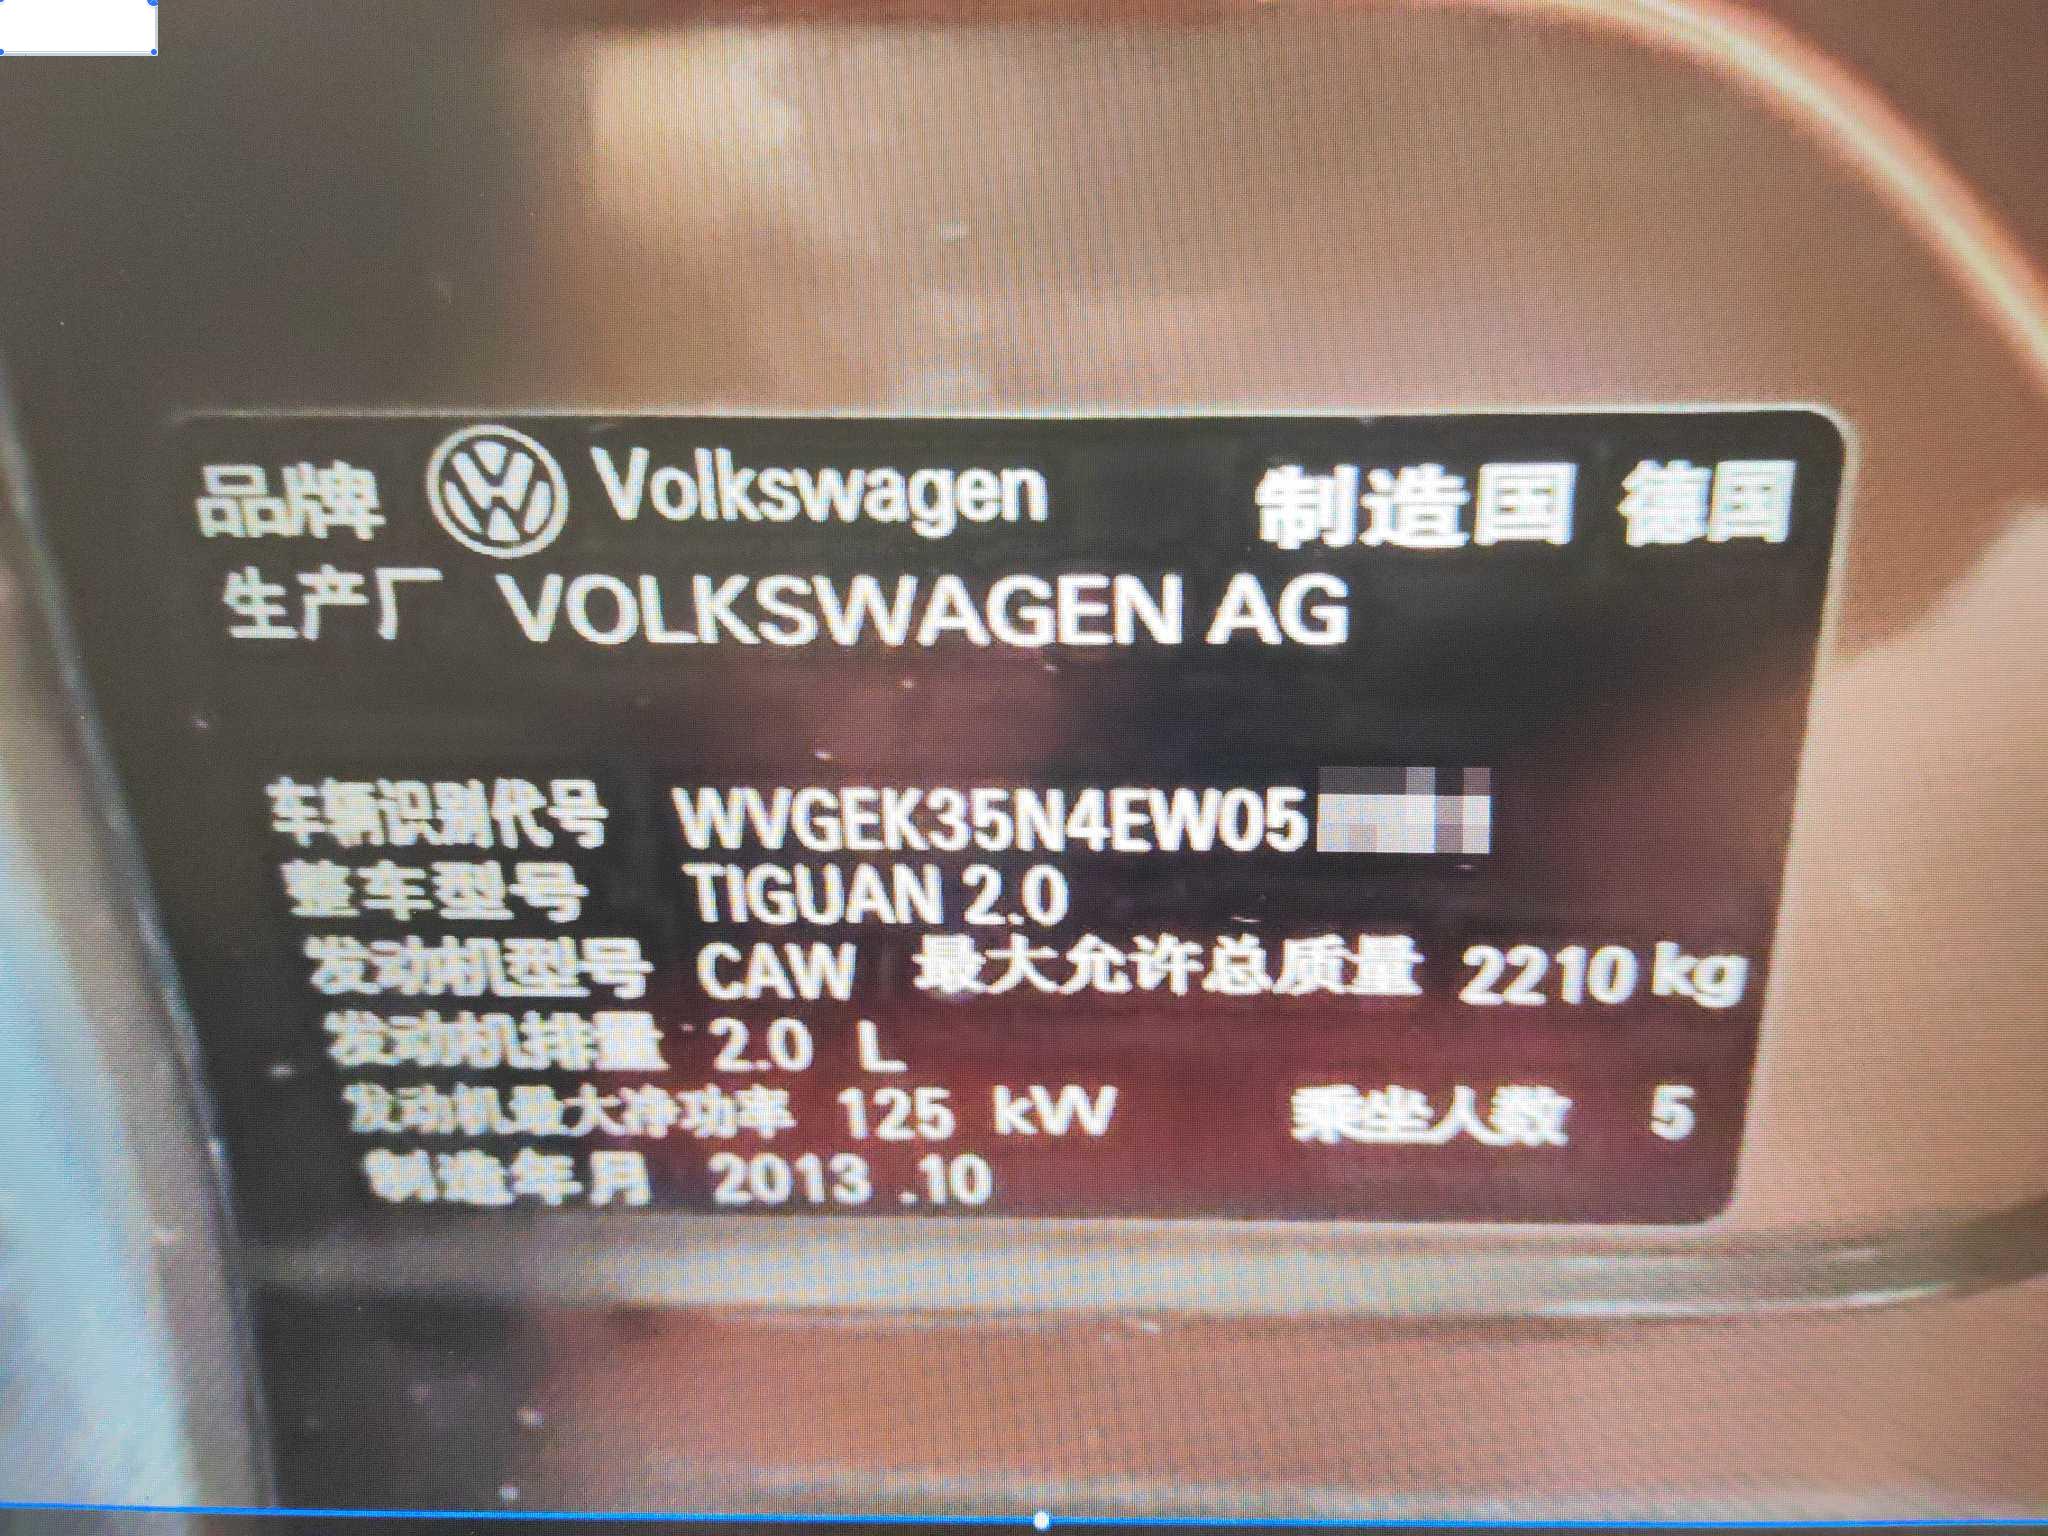 品牌 Volkswagen 制造国 德国
生产厂 VOLKSWAGEN AG
车辆识别代号 WVGEK35N4EW05
整车型号 TIGUAN 2.0
发动机型号 CAW 最大允许总质量 2210 kg
发动机排量 2.0 L
发动机最大净功率 125 kW 乘坐人数 5
制造年月 2013 .10